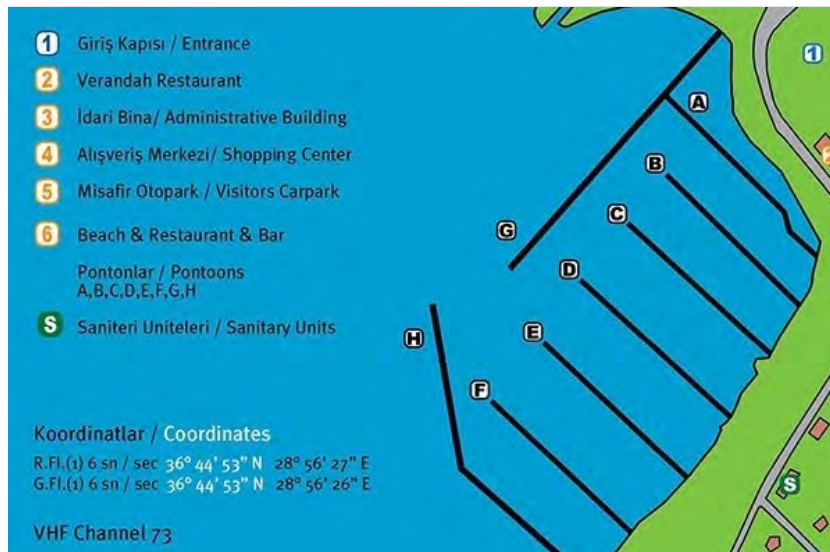 1 Giriş Kapısı / Entrance
2 Verandah Restaurant
3 İdari Bina/ Administrative Building
4 Alışveriş Merkezi/ Shopping Center
5 Misafir Otopark / Visitors Carpark
6 Beach & Restaurant & Bar
Pontonlar / Pontoons
A,B,C,D,E,F,G,H
S Saniteri Uniteleri / Sanitary Units
Koordinatlar / Coordinates
R.Fl.(1) 6 sn / sec 36° 44' 53" N 28° 56' 27" E
G.Fl.(1) 6 sn / sec 36° 44' 53" N 28° 56' 26" E
VHF Channel 73
1
A
2
B
C
G
D
E
H
F
S